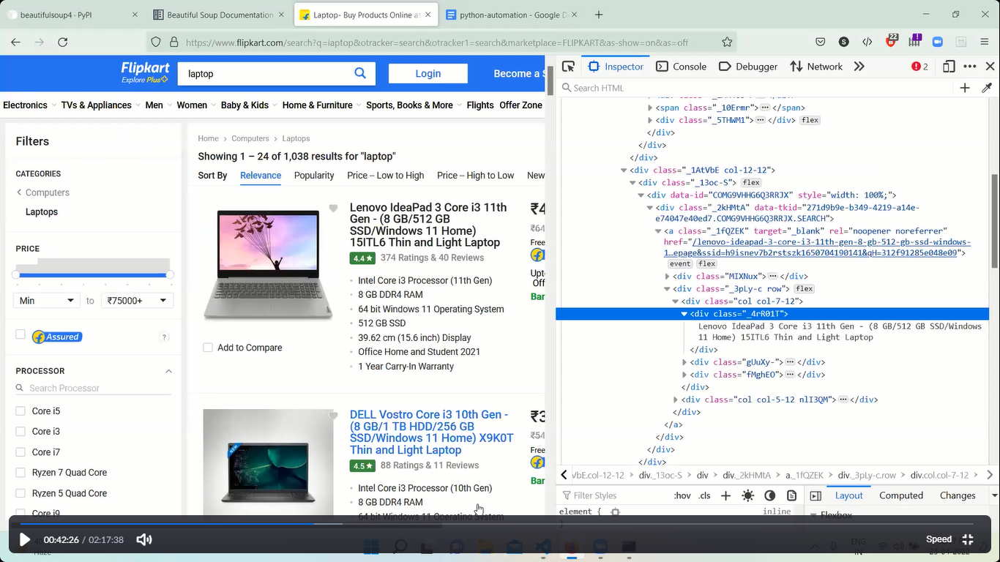 beautifulsoup4 · PyPI
Beautiful Soup Documentation
Laptop- Buy Products Online at
python-automation - Google D
https://www.flipkart.com/search?q=laptop&otracker=search&otracker1=search&marketplace=FLIPKART&as-show=on&as=off
S
22
Flipkart
Explore Plus
laptop
Login
Become a S
Electronics
TVs & Appliances
Men
Women
Baby & Kids
Home & Furniture
Sports, Books & More
Flights
Offer Zone
Filters
CATEGORIES
Computers
Laptops
PRICE
Min
to
₹75000+
Assured
?
PROCESSOR
Search Processor
Core i5
Core i3
Core i7
Ryzen 7 Quad Core
Ryzen 5 Quad Core
Core i9
Home > Computers > Laptops
Showing 1 – 24 of 1,038 results for "laptop"
Sort By
Relevance
Popularity
Price -- Low to High
Price -- High to Low
New
Lenovo IdeaPad 3 Core i3 11th
Gen - (8 GB/512 GB
SSD/Windows 11 Home)
15ITL6 Thin and Light Laptop
4.4★
374 Ratings & 40 Reviews
Intel Core i3 Processor (11th Gen)
8 GB DDR4 RAM
64 bit Windows 11 Operating System
512 GB SSD
39.62 cm (15.6 inch) Display
Office Home and Student 2021
1 Year Carry-In Warranty
Add to Compare
₹4
₹64
Free
Upto
Off
Ban
NEW
DELL Vostro Core i3 10th Gen -
(8 GB/1 TB HDD/256 GB
SSD/Windows 11 Home) X9K0T
Thin and Light Laptop
4.5★
88 Ratings & 11 Reviews
Intel Core i3 Processor (10th Gen)
8 GB DDR4 RAM
64 bit Windows 11 Operating System
₹3
₹54
Free
Ban
Inspector
Console
Debugger
Network
2
Search HTML
<span class="_10Ermr"> </span>
<div class="_5THWM1"> </div> flex
</div>
</div>
</div>
<div class="_1AtVbE col-12-12">
<div class="_13oc-S"> flex
<div data-id="COMG9VHHG6Q3RRJX" style="width: 100%;">
<div class="_2kHMtA" data-tkid="271d9b9e-b349-4219-a14e-
e74047e40ed7.COMG9VHHG6Q3RRJX.SEARCH">
<a class="_1fQZEK" target="_blank" rel="noopener noreferrer"
href="/lenovo-ideapad-3-core-i3-11th-gen-8-gb-512-gb-ssd-windows-
1…epage&ssid=h9isnev7b2rstszk1650704190141&qH=312f91285e048e09">
event flex
<div class="MIXNux"> </div>
<div class="_3pLy-c row"> flex
<div class="col col-7-12">
<div class="_4rR01T">
Lenovo IdeaPad 3 Core i3 11th Gen - (8 GB/512 GB SSD/Windows
11 Home) 15ITL6 Thin and Light Laptop
</div>
<div class="gUuXy-"> </div>
<div class="fMghEO"> </div>
</div>
<div class="col col-5-12 nlI3QM"> </div>
</div>
</a>
</div>
</div>
</div>
VbE.col-12-12
div._13oc-S
div
div._2kHMtA
a._1fQZEK
div._3pLy-c.row
div.col.col-7-12
Filter Styles
:hov
.cls
Layout
Computed
Changes
element {
inline
}
Flexbox
00:42:26 / 02:17:38
Speed
ENG
IN
23-04-2022